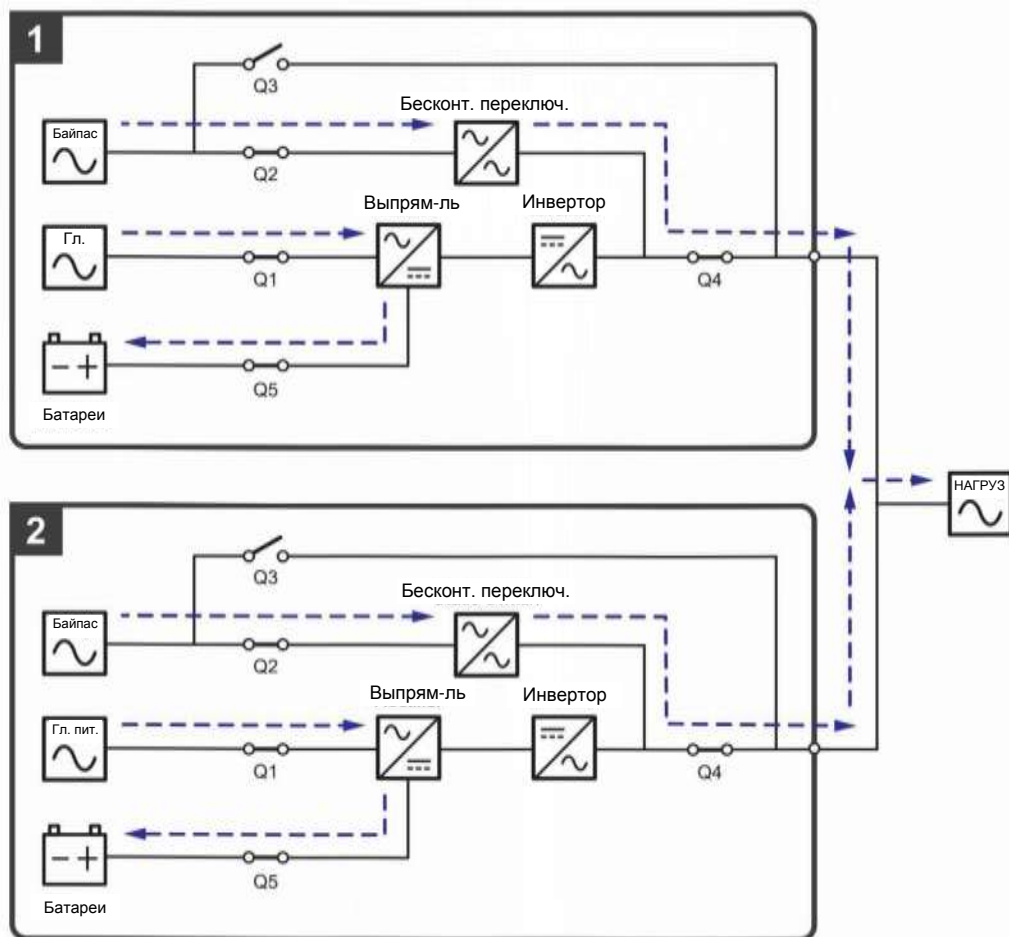 1
Q3
Бесконт. переключ.
Байпас
Q2
Выпрям-ль
Инвертор
Гл.
Q1
Q4
Q5
Батареи
НАГРУЗ
2
Q3
Бесконт. переключ.
Байпас
Q2
Выпрям-ль
Инвертор
Гл. пит.
Q1
Q4
Q5
Батареи